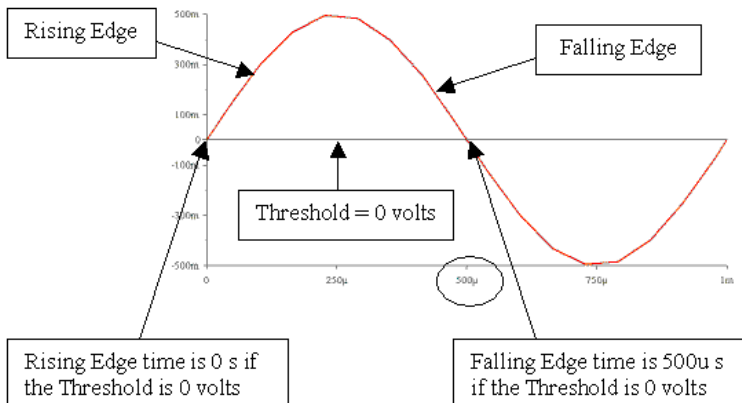 500m
Rising Edge
Falling Edge
300m
100m
0
-100m
Threshold = 0 volts
-300m
-500m
0
250µ
500µ
750µ
1m
Rising Edge time is 0 s if
the Threshold is 0 volts
Falling Edge time is 500u s
if the Threshold is 0 volts